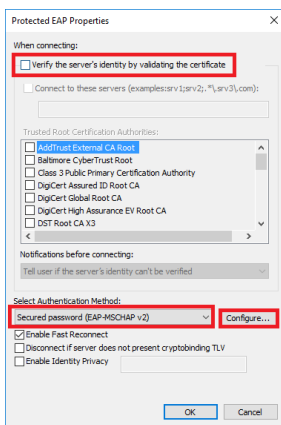 Protected EAP Properties
When connecting:
Verify the server's identity by validating the certificate
Connect to these servers (examples:srv1;srv2;.*\.srv3\.com):
Trusted Root Certification Authorities:
AddTrust External CA Root
Baltimore CyberTrust Root
Class 3 Public Primary Certification Authority
DigiCert Assured ID Root CA
DigiCert Global Root CA
DigiCert High Assurance EV Root CA
DST Root CA X3
Notifications before connecting:
Tell user if the server's identity can't be verified
Select Authentication Method:
Secured password (EAP-MSCHAP v2) Configure...
Enable Fast Reconnect
Disconnect if server does not present cryptobinding TLV
Enable Identity Privacy
OK Cancel